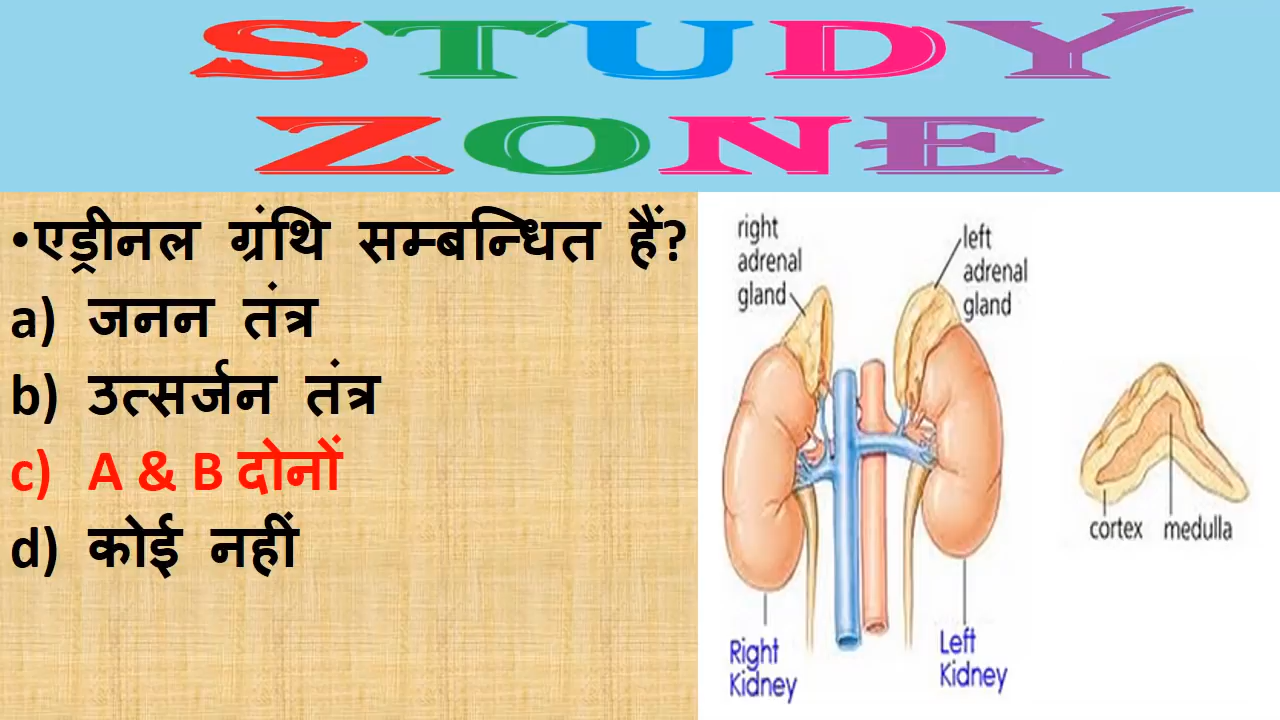 STUDY
ZONE
•एड्रीनल ग्रंथि सम्बन्धित हैं?
a) जनन तंत्र
b) उत्सर्जन तंत्र
c) A & B दोनों
d) कोई नहीं
right
adrenal
gland
left
adrenal
gland
cortex medulla
Right
Kidney
Left
Kidney